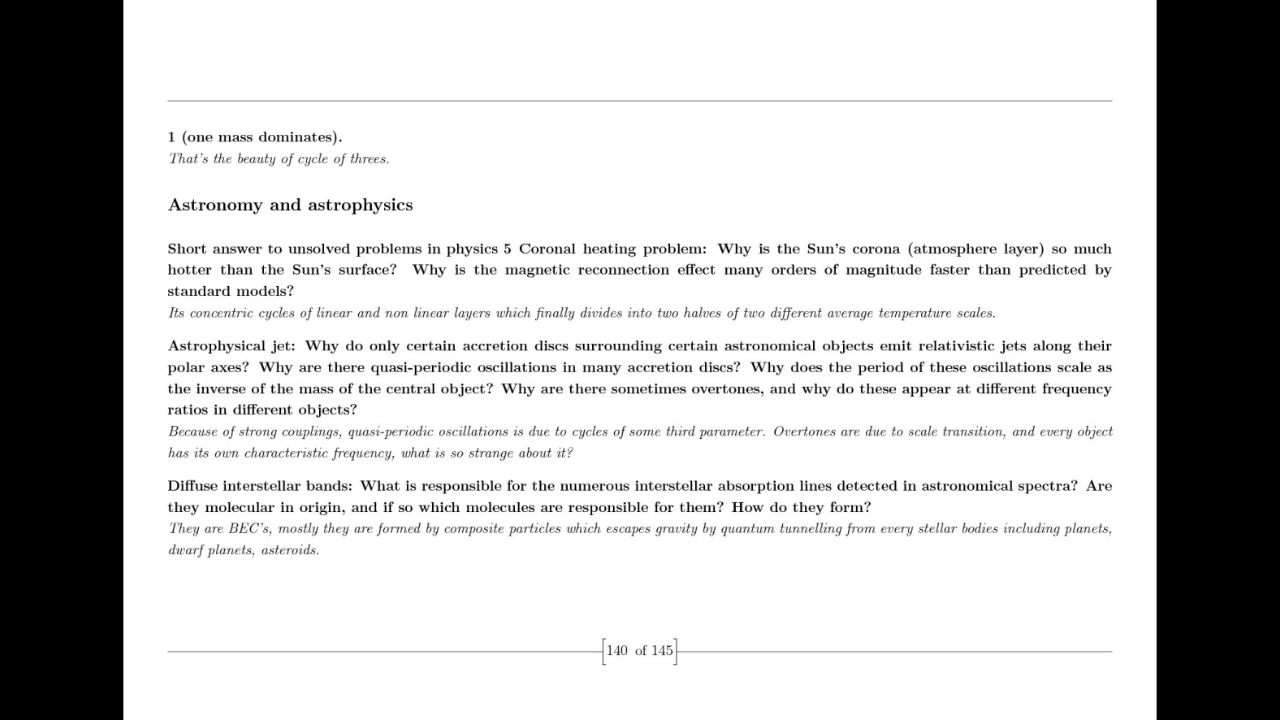 1 (one mass dominates).
That's the beauty of cycle of threes.
Astronomy and astrophysics
Short answer to unsolved problems in physics 5 Coronal heating problem: Why is the Sun's corona (atmosphere layer) so much
hotter than the Sun's surface? Why is the magnetic reconnection effect many orders of magnitude faster than predicted by
standard models?
Its concentric cycles of linear and non linear layers which finally divides into two halves of two different average temperature scales.
Astrophysical jet: Why do only certain accretion discs surrounding certain astronomical objects emit relativistic jets along their
polar axes? Why are there quasi-periodic oscillations in many accretion discs? Why does the period of these oscillations scale as
the inverse of the mass of the central object? Why are there sometimes overtones, and why do these appear at different frequency
ratios in different objects?
Because of strong couplings, quasi-periodic oscillations is due to cycles of some third parameter. Overtones are due to scale transition, and every object
has its own characteristic frequency, what is so strange about it?
Diffuse interstellar bands: What is responsible for the numerous interstellar absorption lines detected in astronomical spectra? Are
they molecular in origin, and if so which molecules are responsible for them? How do they form?
They are BEC's, mostly they are formed by composite particles which escapes gravity by quantum tunnelling from every stellar bodies including planets,
dwarf planets, asteroids.
[140 of 145]